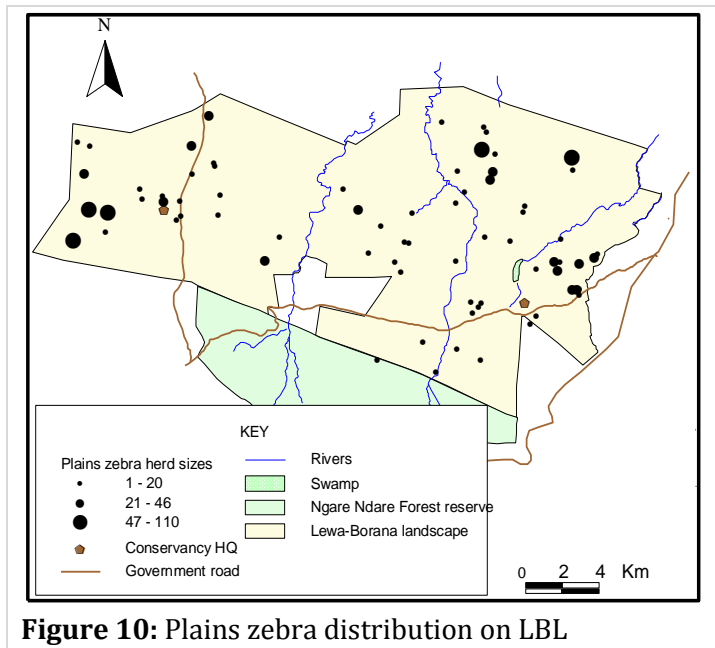 N
KEY
Plains zebra herd sizes
1 - 20
21 - 46
47 - 110
Conservancy HQ
Government road
Rivers
Swamp
Ngare Ndare Forest reserve
Lewa-Borana landscape
0 2 4 Km
Figure 10: Plains zebra distribution on LBL